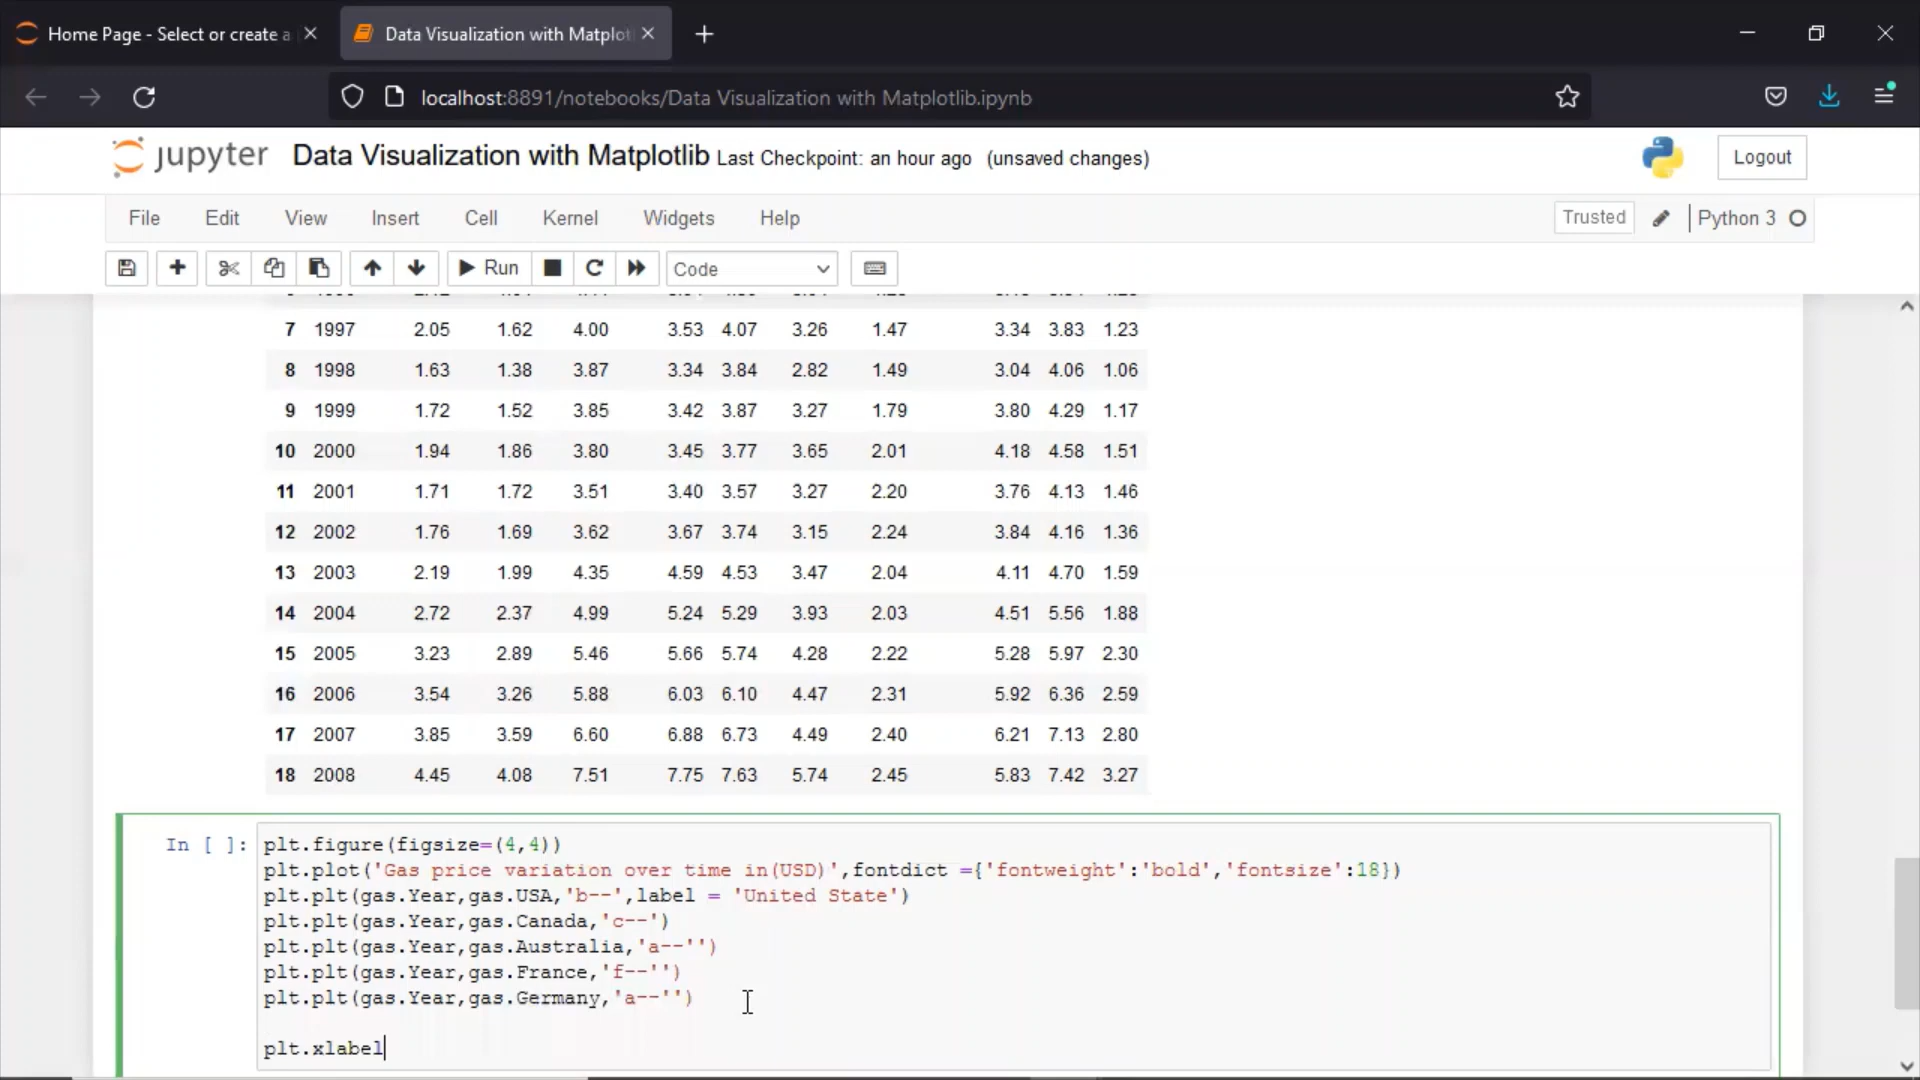 Home Page - Select or create a
Data Visualization with Matplotl
localhost:8891/notebooks/Data Visualization with Matplotlib.ipynb
jupyter Data Visualization with Matplotlib Last Checkpoint: an hour ago (unsaved changes)
Logout
File Edit View Insert Cell Kernel Widgets Help
Trusted Python 3
Run Code
7 1997 2.05 1.62 4.00 3.53 4.07 3.26 1.47 3.34 3.83 1.23
8 1998 1.63 1.38 3.87 3.34 3.84 2.82 1.49 3.04 4.06 1.06
9 1999 1.72 1.52 3.85 3.42 3.87 3.27 1.79 3.80 4.29 1.17
10 2000 1.94 1.86 3.80 3.45 3.77 3.65 2.01 4.18 4.58 1.51
11 2001 1.71 1.72 3.51 3.40 3.57 3.27 2.20 3.76 4.13 1.46
12 2002 1.76 1.69 3.62 3.67 3.74 3.15 2.24 3.84 4.16 1.36
13 2003 2.19 1.99 4.35 4.59 4.53 3.47 2.04 4.11 4.70 1.59
14 2004 2.72 2.37 4.99 5.24 5.29 3.93 2.03 4.51 5.56 1.88
15 2005 3.23 2.89 5.46 5.66 5.74 4.28 2.22 5.28 5.97 2.30
16 2006 3.54 3.26 5.88 6.03 6.10 4.47 2.31 5.92 6.36 2.59
17 2007 3.85 3.59 6.60 6.88 6.73 4.49 2.40 6.21 7.13 2.80
18 2008 4.45 4.08 7.51 7.75 7.63 5.74 2.45 5.83 7.42 3.27
In [ ]: plt.figure(figsize=(4,4))
plt.plot('Gas price variation over time in(USD)',fontdict ={'fontweight':'bold','fontsize':18})
plt.plt(gas.Year,gas.USA,'b--',label = 'United State')
plt.plt(gas.Year,gas.Canada,'c--')
plt.plt(gas.Year,gas.Australia,'a--'')
plt.plt(gas.Year,gas.France,'f--'')
plt.plt(gas.Year,gas.Germany,'a--'')
plt.xlabel